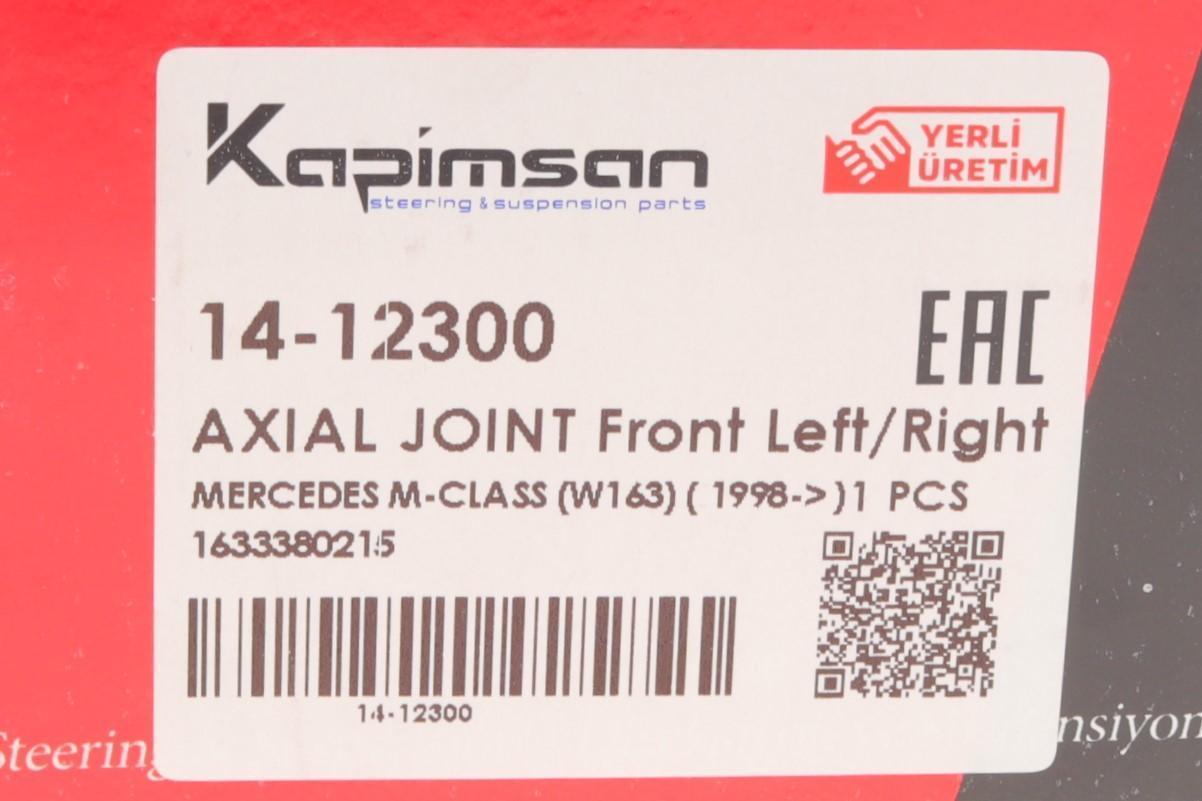 Kapimsan
steering & suspension parts
YERLİ
ÜRETİM
14-12300
EAC
AXIAL JOINT Front Left/Right
MERCEDES M-CLASS (W163) ( 1998-> )1 PCS
1633380215
14-12300
Steering
nsiyon